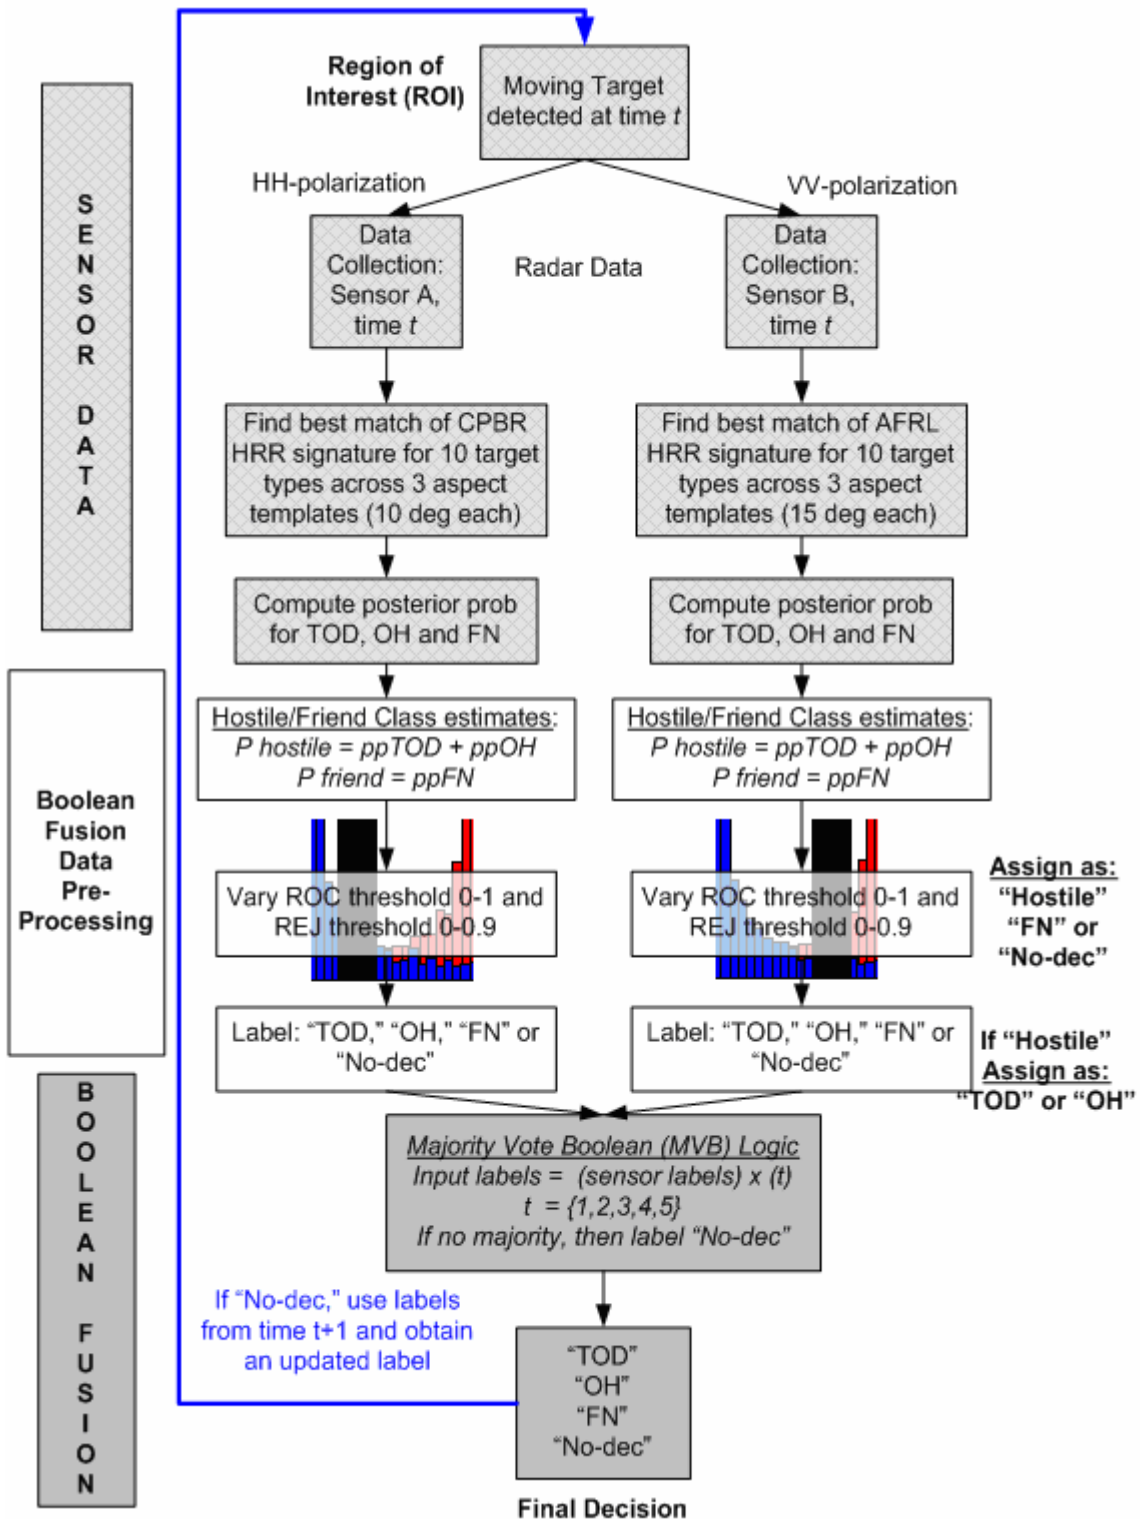 Region of
Interest (ROI)
Moving Target
detected at time t
HH-polarization
VV-polarization
SENSOR DATA
Data
Collection:
Sensor A,
time t
Radar Data
Data
Collection:
Sensor B,
time t
Find best match of CPBR
HRR signature for 10 target
types across 3 aspect
templates (10 deg each)
Find best match of AFRL
HRR signature for 10 target
types across 3 aspect
templates (15 deg each)
Compute posterior prob
for TOD, OH and FN
Compute posterior prob
for TOD, OH and FN
Boolean
Fusion
Data
Pre-
Processing
Hostile/Friend Class estimates:
P hostile = ppTOD + ppOH
P friend = ppFN
Hostile/Friend Class estimates:
P hostile = ppTOD + ppOH
P friend = ppFN
Vary ROC threshold 0-1 and
REJ threshold 0-0.9
Vary ROC threshold 0-1 and
REJ threshold 0-0.9
Assign as:
“Hostile”
“FN” or
“No-dec”
Label: “TOD,” “OH,” “FN” or
“No-dec”
Label: “TOD,” “OH,” “FN” or
“No-dec”
If “Hostile”
Assign as:
“TOD” or “OH”
BOOLEAN FUSION
Majority Vote Boolean (MVB) Logic
Input labels = (sensor labels) x (t)
t = {1,2,3,4,5}
If no majority, then label “No-dec”
If “No-dec,” use labels
from time t+1 and obtain
an updated label
“TOD”
“OH”
“FN”
“No-dec”
Final Decision